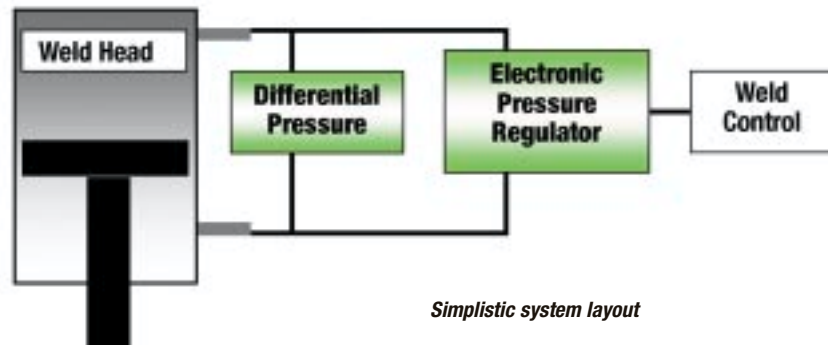 Weld Head
Differential
Pressure
Electronic
Pressure
Regulator
Weld
Control
Simplistic system layout